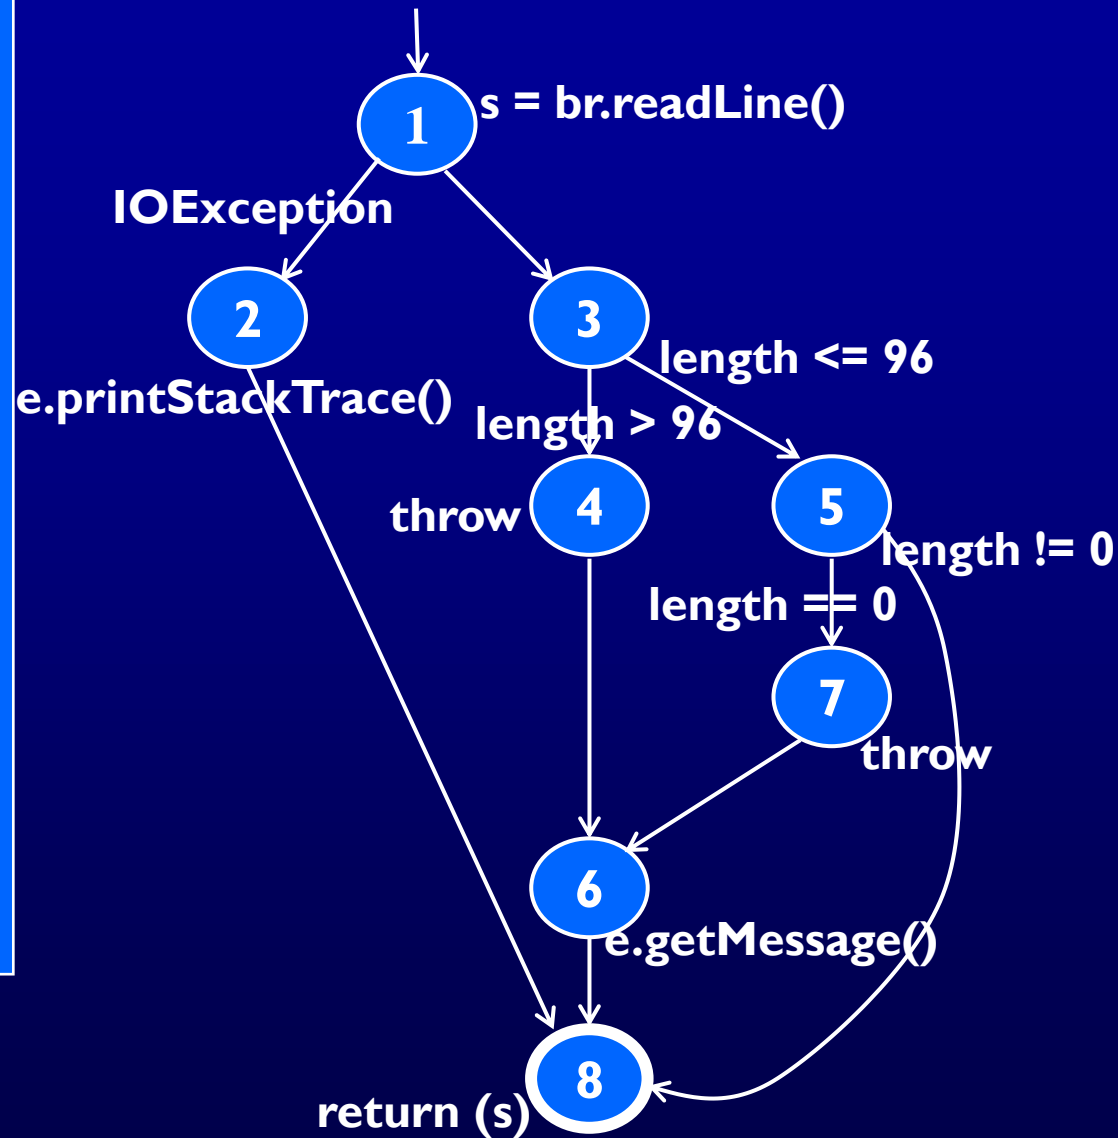 1
s = br.readLine()
IOException
2
3
length <= 96
e.printStackTrace()
length > 96
throw
4
5
length != 0
length == 0
7
throw
6
e.getMessage()
8
return (s)